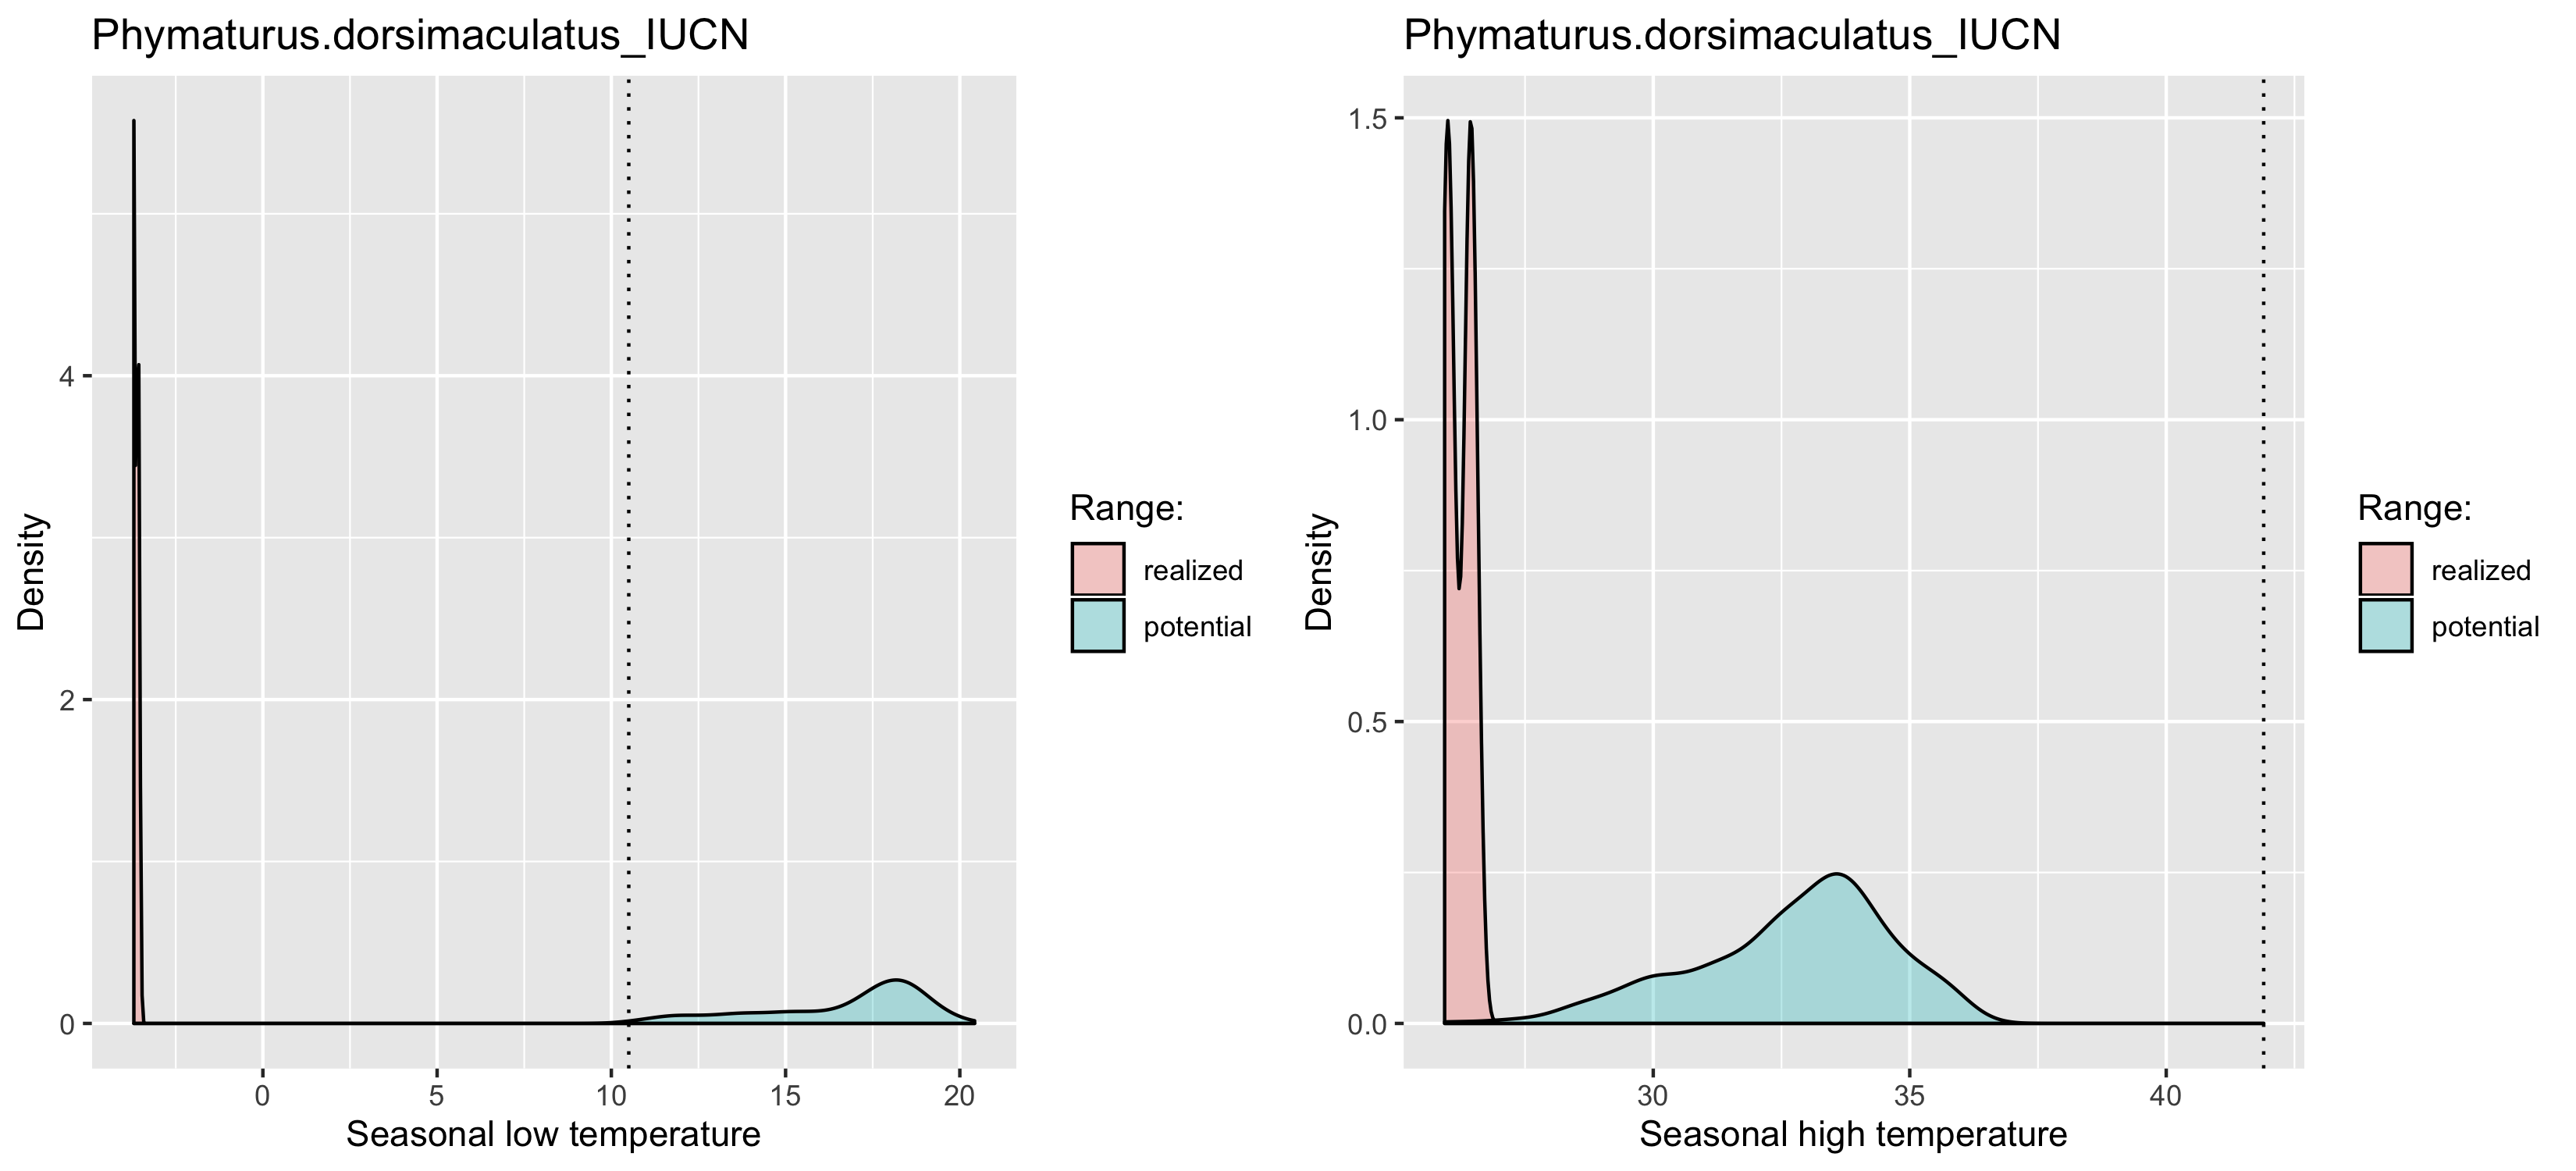 Phymaturus.dorsimaculatus_IUCN
Density
4
2
0
0
5
10
15
20
Seasonal low temperature
Range:
realized
potential
Phymaturus.dorsimaculatus_IUCN
Density
1.5
1.0
0.5
0.0
30
35
40
Seasonal high temperature
Range:
realized
potential